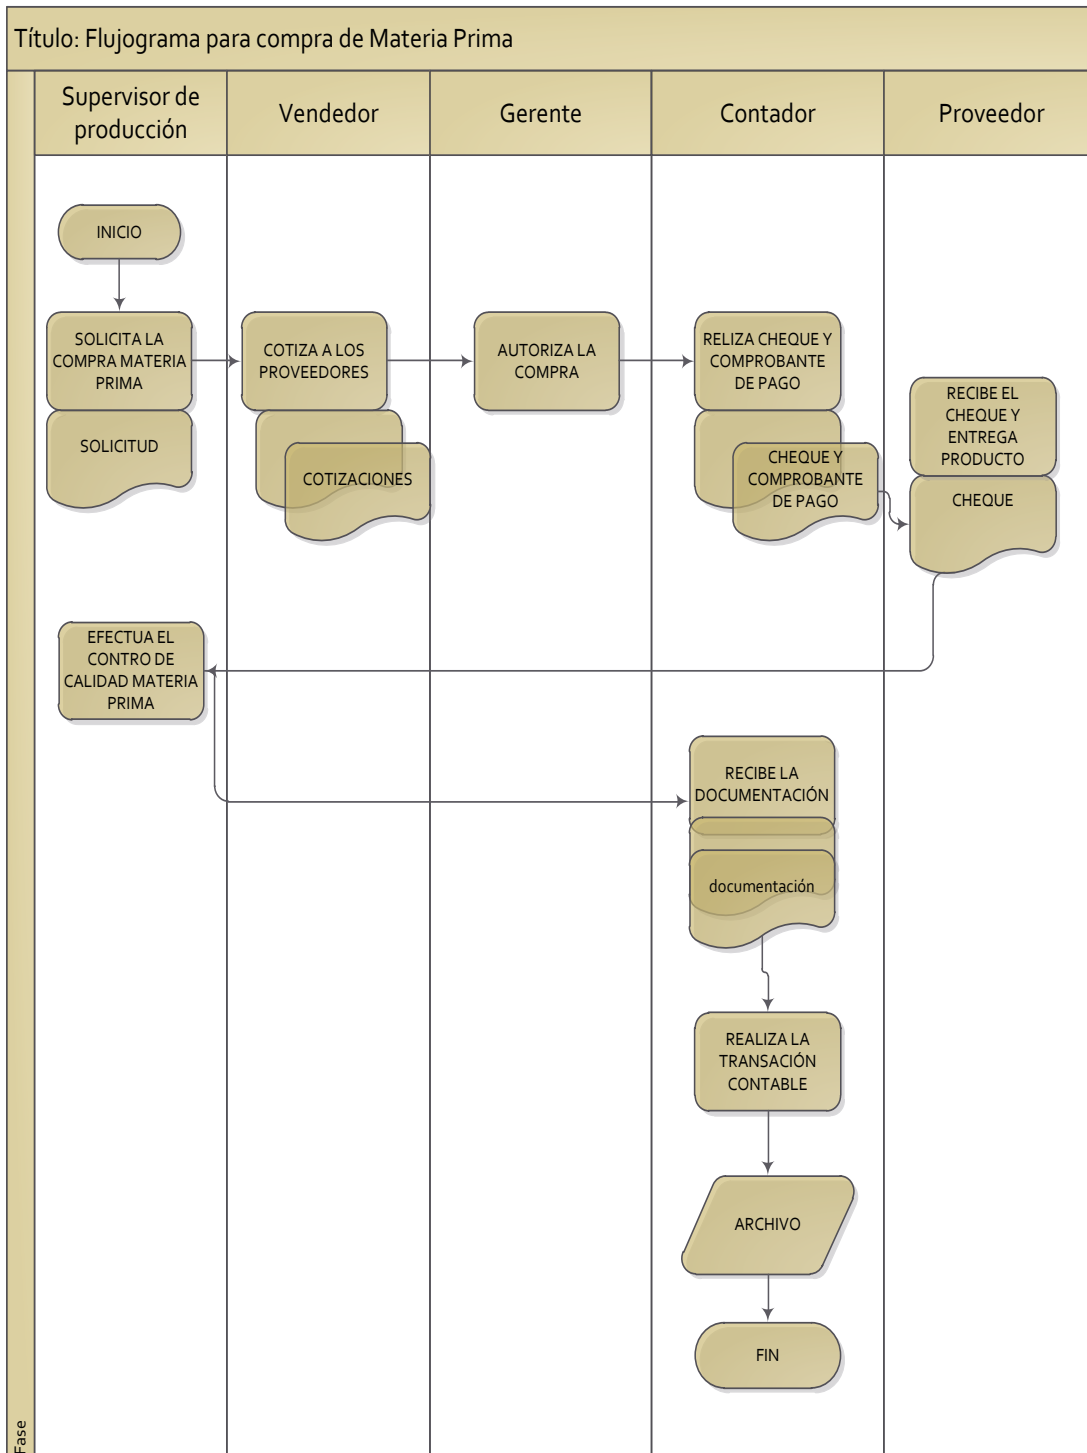 Título: Flujograma para compra de Materia Prima
Fase
Supervisor de
producción
Vendedor
Gerente
Contador
Proveedor
INICIO
SOLICITA LA
COMPRA MATERIA
PRIMA
SOLICITUD
COTIZA A LOS
PROVEEDORES
COTIZACIONES
AUTORIZA LA
COMPRA
RELIZA CHEQUE Y
COMPROBANTE
DE PAGO
CHEQUE Y
COMPROBANTE
DE PAGO
RECIBE EL
CHEQUE Y
ENTREGA
PRODUCTO
CHEQUE
EFECTUA EL
CONTRO DE
CALIDAD MATERIA
PRIMA
RECIBE LA
DOCUMENTACIÓN
documentación
REALIZA LA
TRANSACIÓN
CONTABLE
ARCHIVO
FIN